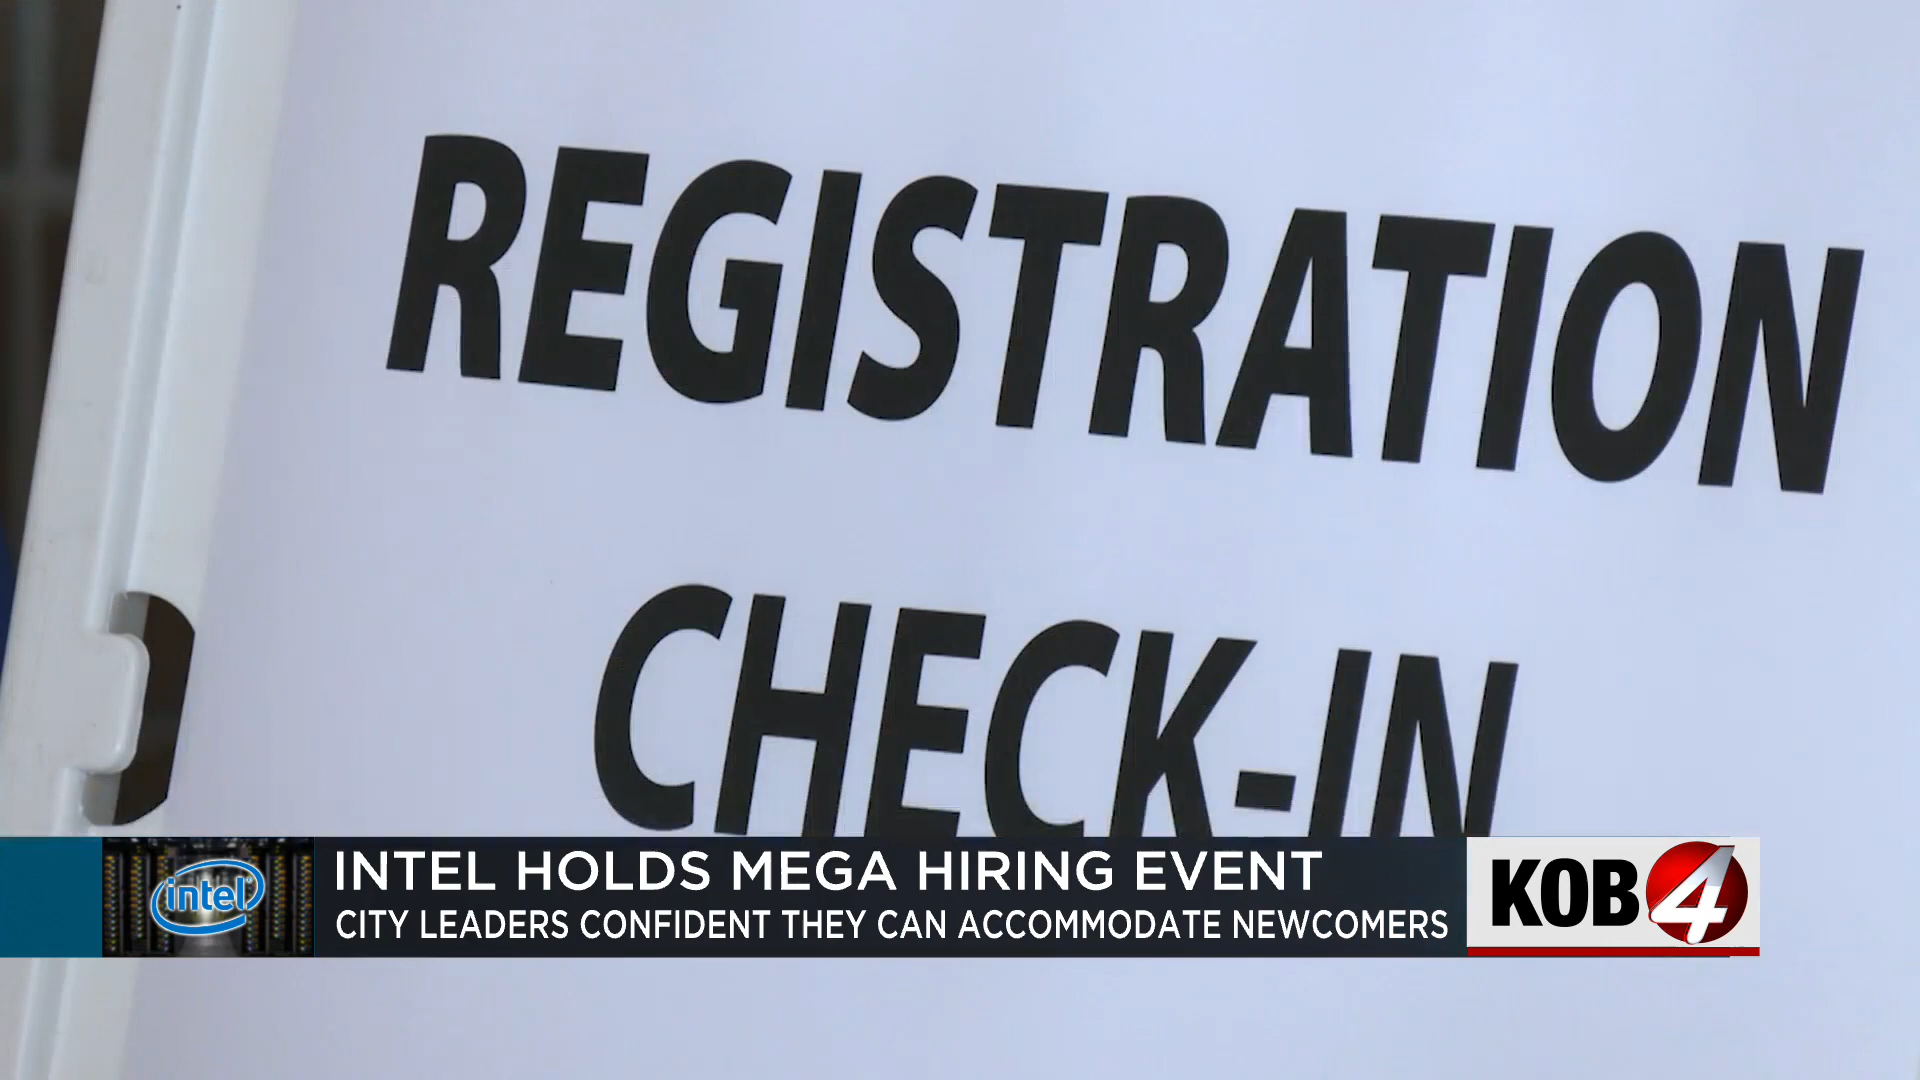 REGISTRATION
CHECK-IN
intel
INTEL HOLDS MEGA HIRING EVENT
CITY LEADERS CONFIDENT THEY CAN ACCOMMODATE NEWCOMERS
KOB 4